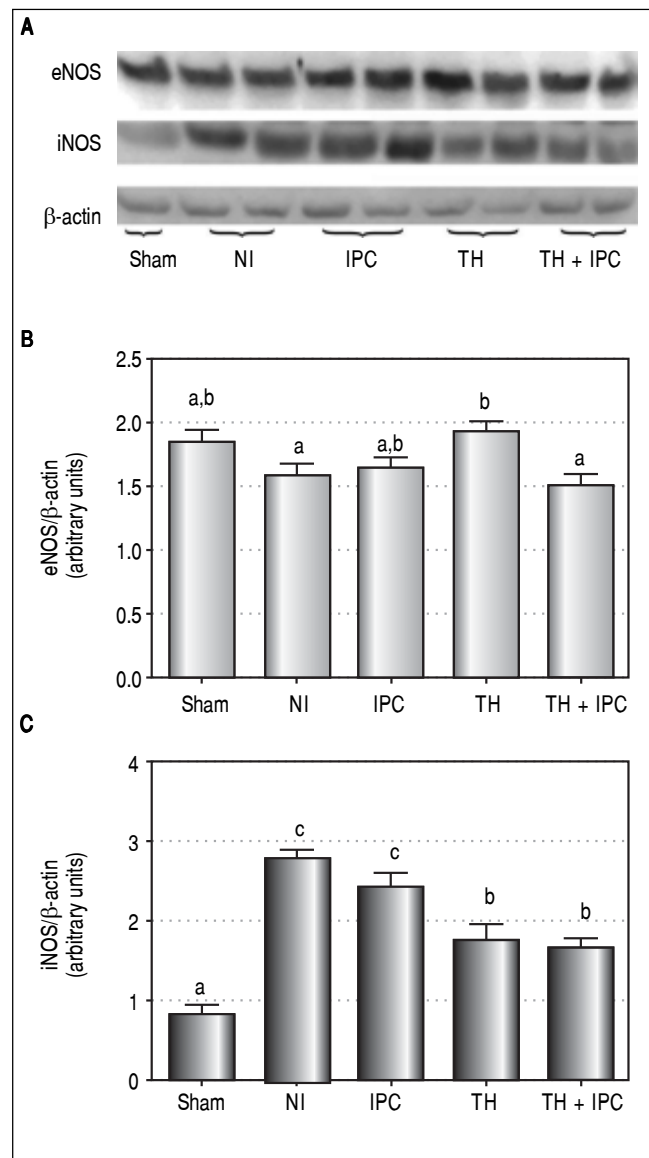 A
eNOS
iNOS
β-actin
Sham NI IPC TH TH + IPC
B
eNOS/β-actin
(arbitrary units)
2.5
2.0
1.5
1.0
0.5
0.0
a,b
a
a,b
b
a
Sham NI IPC TH TH + IPC
C
iNOS/β-actin
(arbitrary units)
4
3
2
1
0
a
c
c
b
b
Sham NI IPC TH TH + IPC